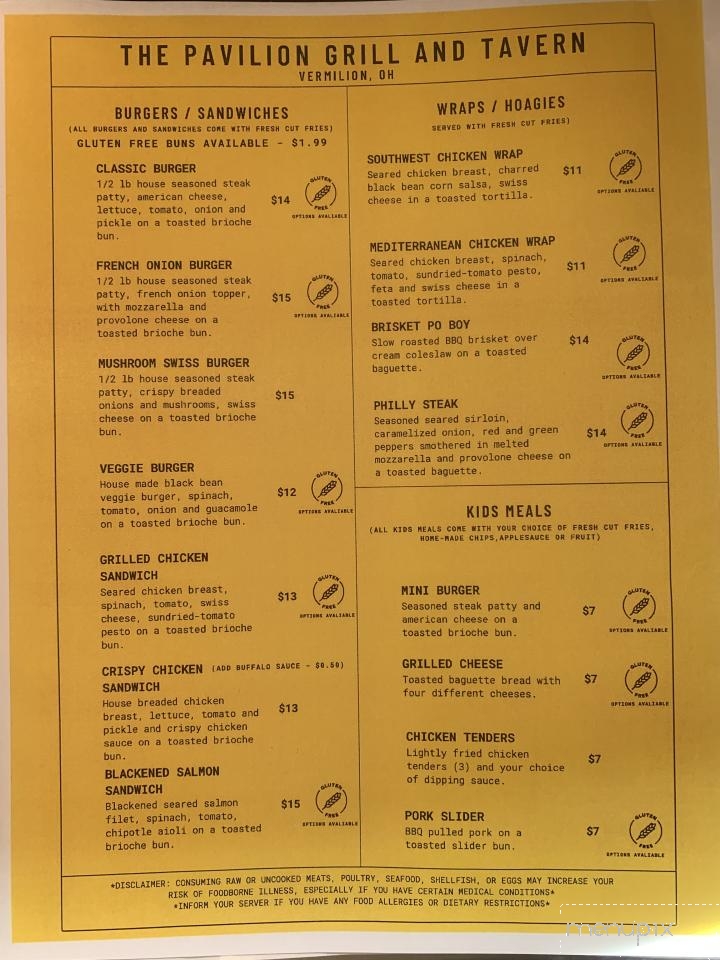 THE PAVILION GRILL AND TAVERN
VERMILION, OH
BURGERS / SANDWICHES
(ALL BURGERS AND SANDWICHES COME WITH FRESH CUT FRIES)
GLUTEN FREE BUNS AVAILABLE - $1.99
CLASSIC BURGER
1/2 lb house seasoned steak
patty, american cheese,
lettuce, tomato, onion and
pickle on a toasted brioche
bun.
$14
GLUTEN FREE
OPTIONS AVALIABLE
FRENCH ONION BURGER
1/2 lb house seasoned steak
patty, french onion topper,
with mozzarella and
provolone cheese on a
toasted brioche bun.
$15
GLUTEN FREE
OPTIONS AVALIABLE
MUSHROOM SWISS BURGER
1/2 lb house seasoned steak
patty, crispy breaded
onions and mushrooms, swiss
cheese on a toasted brioche
bun.
$15
VEGGIE BURGER
House made black bean
veggie burger, spinach,
tomato, onion and guacamole
on a toasted brioche bun.
$12
GLUTEN FREE
OPTIONS AVALIABLE
GRILLED CHICKEN
SANDWICH
Seared chicken breast,
spinach, tomato, swiss
cheese, sundried-tomato
pesto on a toasted brioche
bun.
$13
GLUTEN FREE
OPTIONS AVALIABLE
CRISPY CHICKEN (ADD BUFFALO SAUCE - $0.50)
SANDWICH
House breaded chicken
breast, lettuce, tomato and
pickle and crispy chicken
sauce on a toasted brioche
bun.
$13
BLACKENED SALMON
SANDWICH
Blackened seared salmon
filet, spinach, tomato,
chipotle aioli on a toasted
brioche bun.
$15
GLUTEN FREE
OPTIONS AVALIABLE
WRAPS / HOAGIES
SERVED WITH FRESH CUT FRIES)
SOUTHWEST CHICKEN WRAP
Seared chicken breast, charred
black bean corn salsa, swiss
cheese in a toasted tortilla.
$11
GLUTEN FREE
OPTIONS AVALIABLE
MEDITERRANEAN CHICKEN WRAP
Seared chicken breast, spinach,
tomato, sundried-tomato pesto,
feta and swiss cheese in a
toasted tortilla.
$11
GLUTEN FREE
OPTIONS AVALIABLE
BRISKET PO BOY
Slow roasted BBQ brisket over
cream coleslaw on a toasted
baguette.
$14
GLUTEN FREE
OPTIONS AVALIABLE
PHILLY STEAK
Seasoned seared sirloin,
caramelized onion, red and green
peppers smothered in melted
mozzarella and provolone cheese on
a toasted baguette.
$14
GLUTEN FREE
OPTIONS AVALIABLE
KIDS MEALS
(ALL KIDS MEALS COME WITH YOUR CHOICE OF FRESH CUT FRIES,
HOME-MADE CHIPS,APPLESAUCE OR FRUIT)
MINI BURGER
Seasoned steak patty and
american cheese on a
toasted brioche bun.
$7
GLUTEN FREE
OPTIONS AVALIABLE
GRILLED CHEESE
Toasted baguette bread with
four different cheeses.
$7
GLUTEN FREE
OPTIONS AVALIABLE
CHICKEN TENDERS
Lightly fried chicken
tenders (3) and your choice
of dipping sauce.
$7
PORK SLIDER
BBQ pulled pork on a
toasted slider bun.
$7
GLUTEN FREE
OPTIONS AVALIABLE
*DISCLAIMER: CONSUMING RAW OR UNCOOKED MEATS, POULTRY, SEAFOOD, SHELLFISH, OR EGGS MAY INCREASE YOUR
RISK OF FOODBORNE ILLNESS, ESPECIALLY IF YOU HAVE CERTAIN MEDICAL CONDITIONS*
*INFORM YOUR SERVER IF YOU HAVE ANY FOOD ALLERGIES OR DIETARY RESTRICTIONS*
menupix